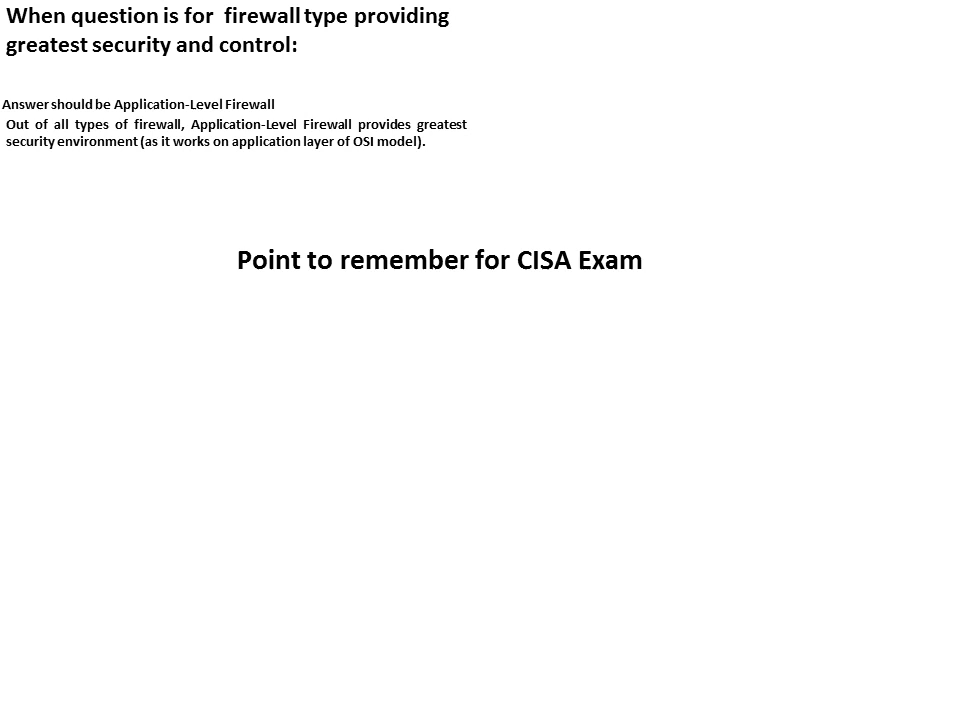 When question is for  firewall type providing
greatest security and control:
Answer should be Application-Level Firewall
Out of all types of firewall, Application-Level Firewall provides greatest
security environment (as it works on application layer of OSI model).
Point to remember for CISA Exam